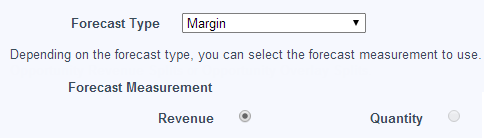 Forecast Type Margin
Depending on the forecast type, you can select the forecast measurement to use.
Forecast Measurement
Revenue Quantity